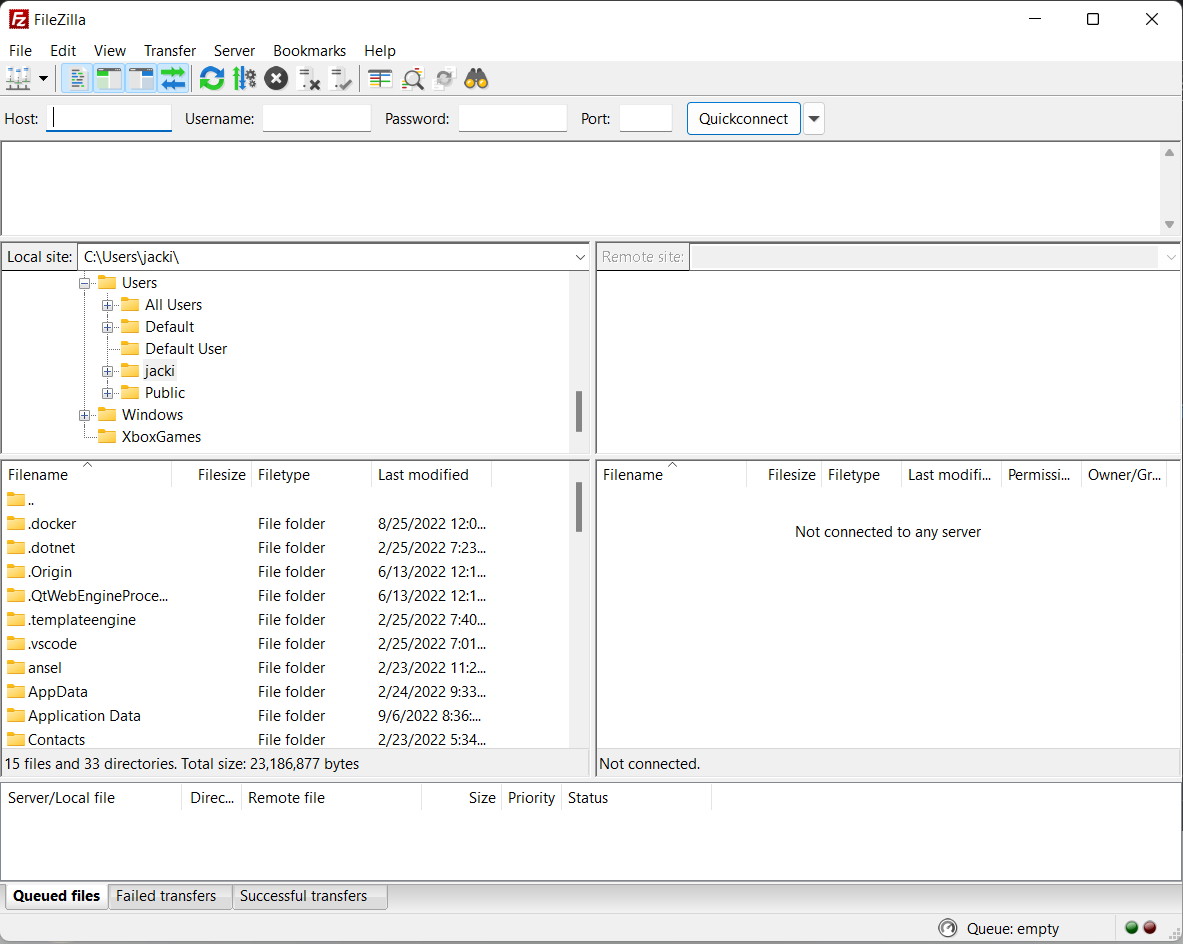 FileZilla
File Edit View Transfer Server Bookmarks Help
Host: Username: Password: Port: Quickconnect
Local site: C:\Users\jacki\ Remote site:
Users
All Users
Default
Default User
jacki
Public
Windows
XboxGames
Filename Filesize Filetype Last modified
..
.docker File folder 8/25/2022 12:0...
.dotnet File folder 2/25/2022 7:23...
.Origin File folder 6/13/2022 12:1...
.QtWebEngineProce... File folder 6/13/2022 12:1...
.templateengine File folder 2/25/2022 7:40...
.vscode File folder 2/25/2022 7:01...
ansel File folder 2/23/2022 11:2...
AppData File folder 2/24/2022 9:33...
Application Data File folder 9/6/2022 8:36:...
Contacts File folder 2/23/2022 5:34...
15 files and 33 directories. Total size: 23,186,877 bytes
Filename Filesize Filetype Last modifi... Permissi... Owner/Gr...
Not connected to any server
Not connected.
Server/Local file Direc... Remote file Size Priority Status
Queued files Failed transfers Successful transfers
Queue: empty